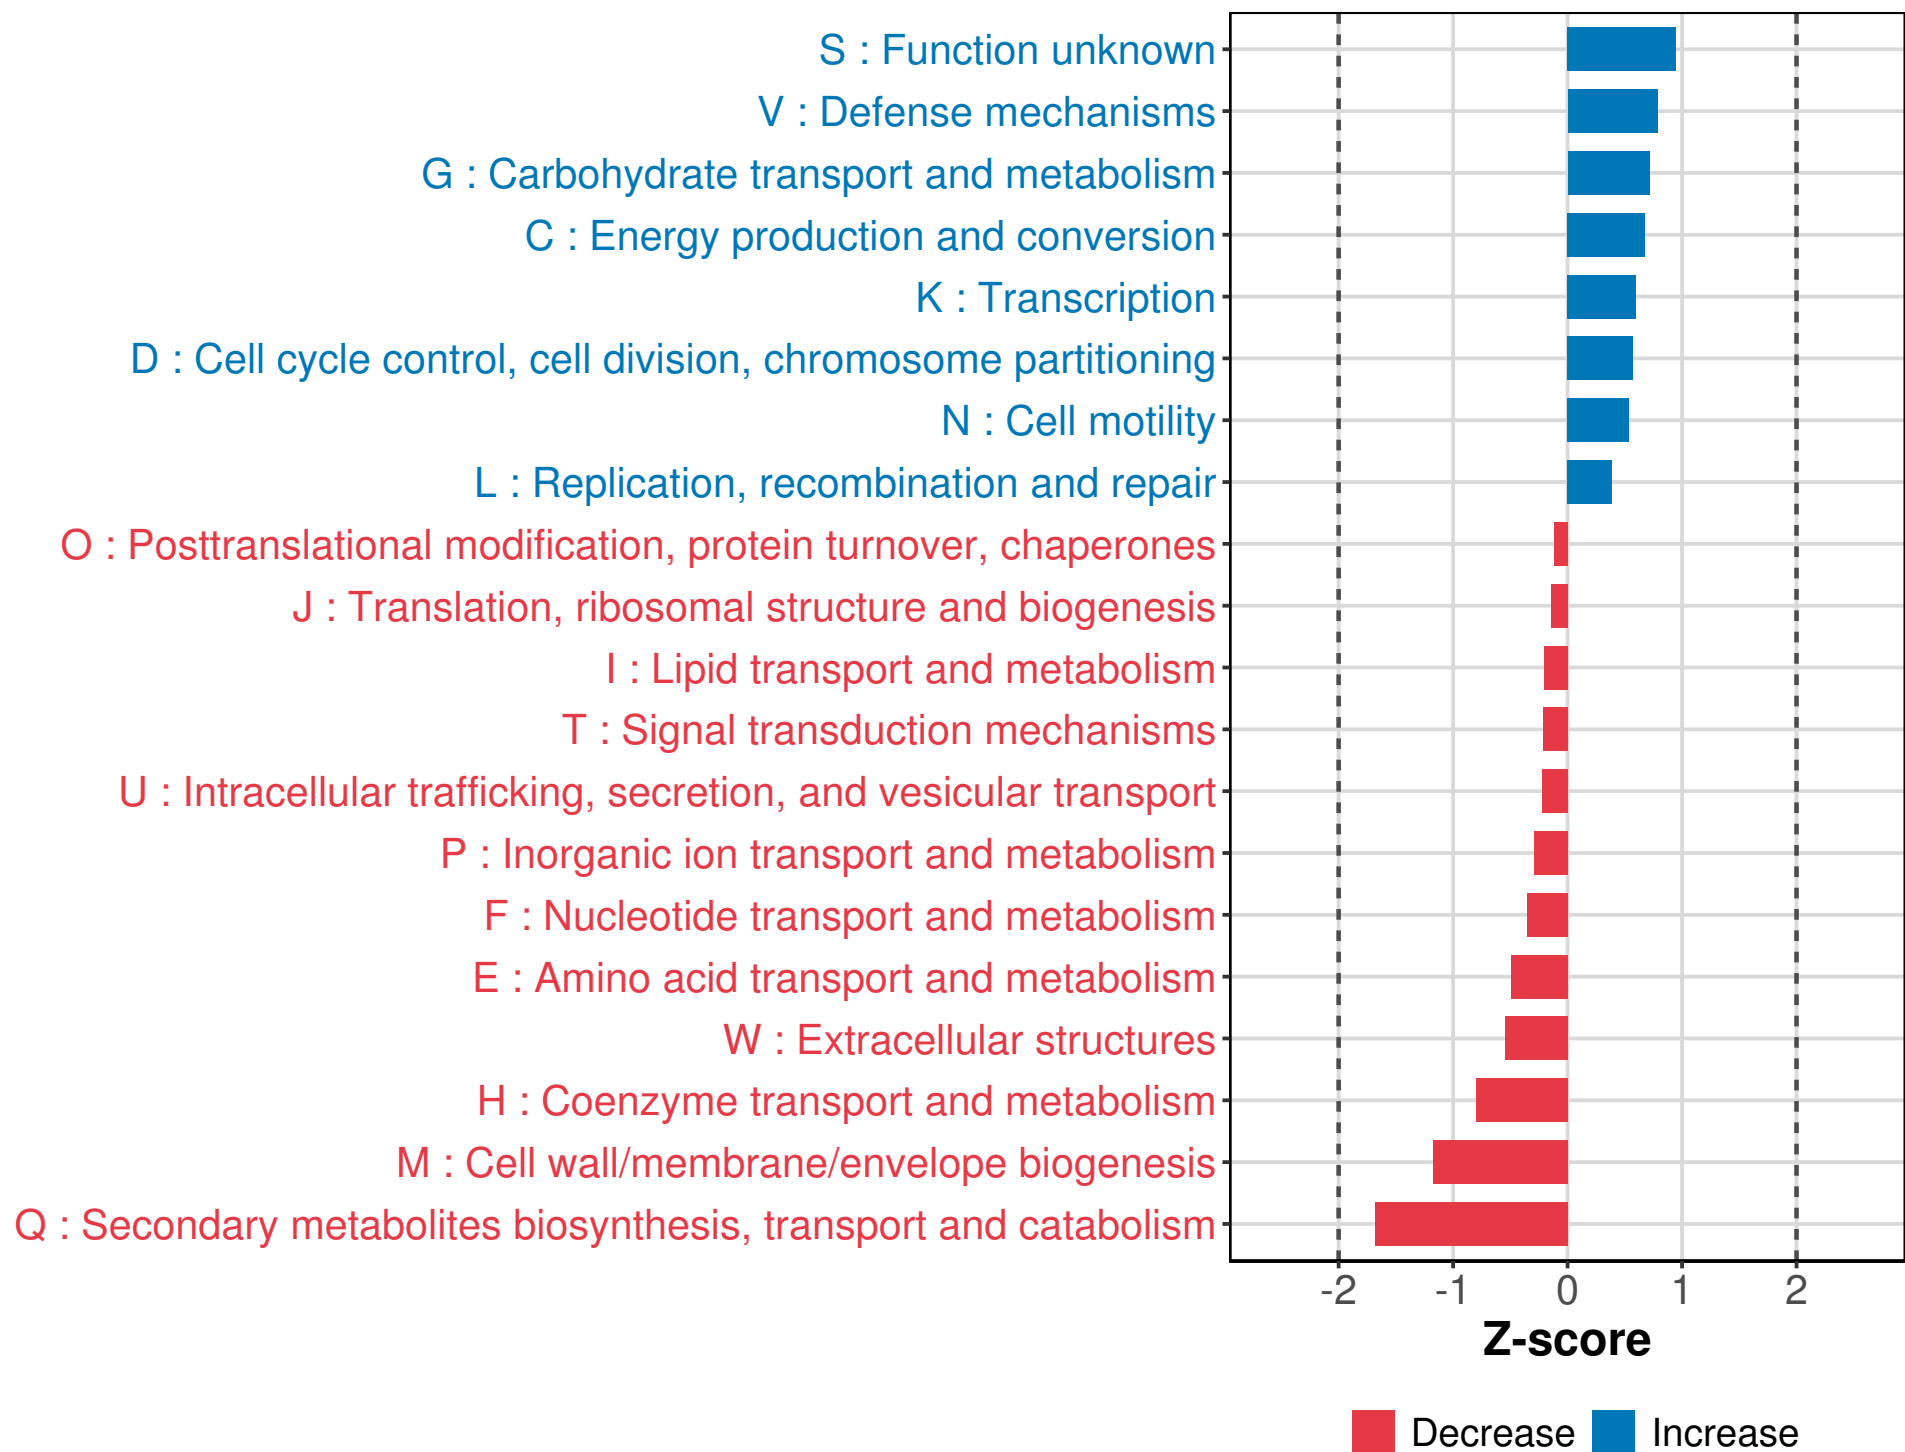 S : Function unknown
V : Defense mechanisms
G : Carbohydrate transport and metabolism
C : Energy production and conversion
K : Transcription
D : Cell cycle control, cell division, chromosome partitioning
N : Cell motility
L : Replication, recombination and repair
O : Posttranslational modification, protein turnover, chaperones
J : Translation, ribosomal structure and biogenesis
I : Lipid transport and metabolism
T : Signal transduction mechanisms
U : Intracellular trafficking, secretion, and vesicular transport
P : Inorganic ion transport and metabolism
F : Nucleotide transport and metabolism
E : Amino acid transport and metabolism
W : Extracellular structures
H : Coenzyme transport and metabolism
M : Cell wall/membrane/envelope biogenesis
Q : Secondary metabolites biosynthesis, transport and catabolism
-2 -1 0 1 2
Z-score
Decrease Increase